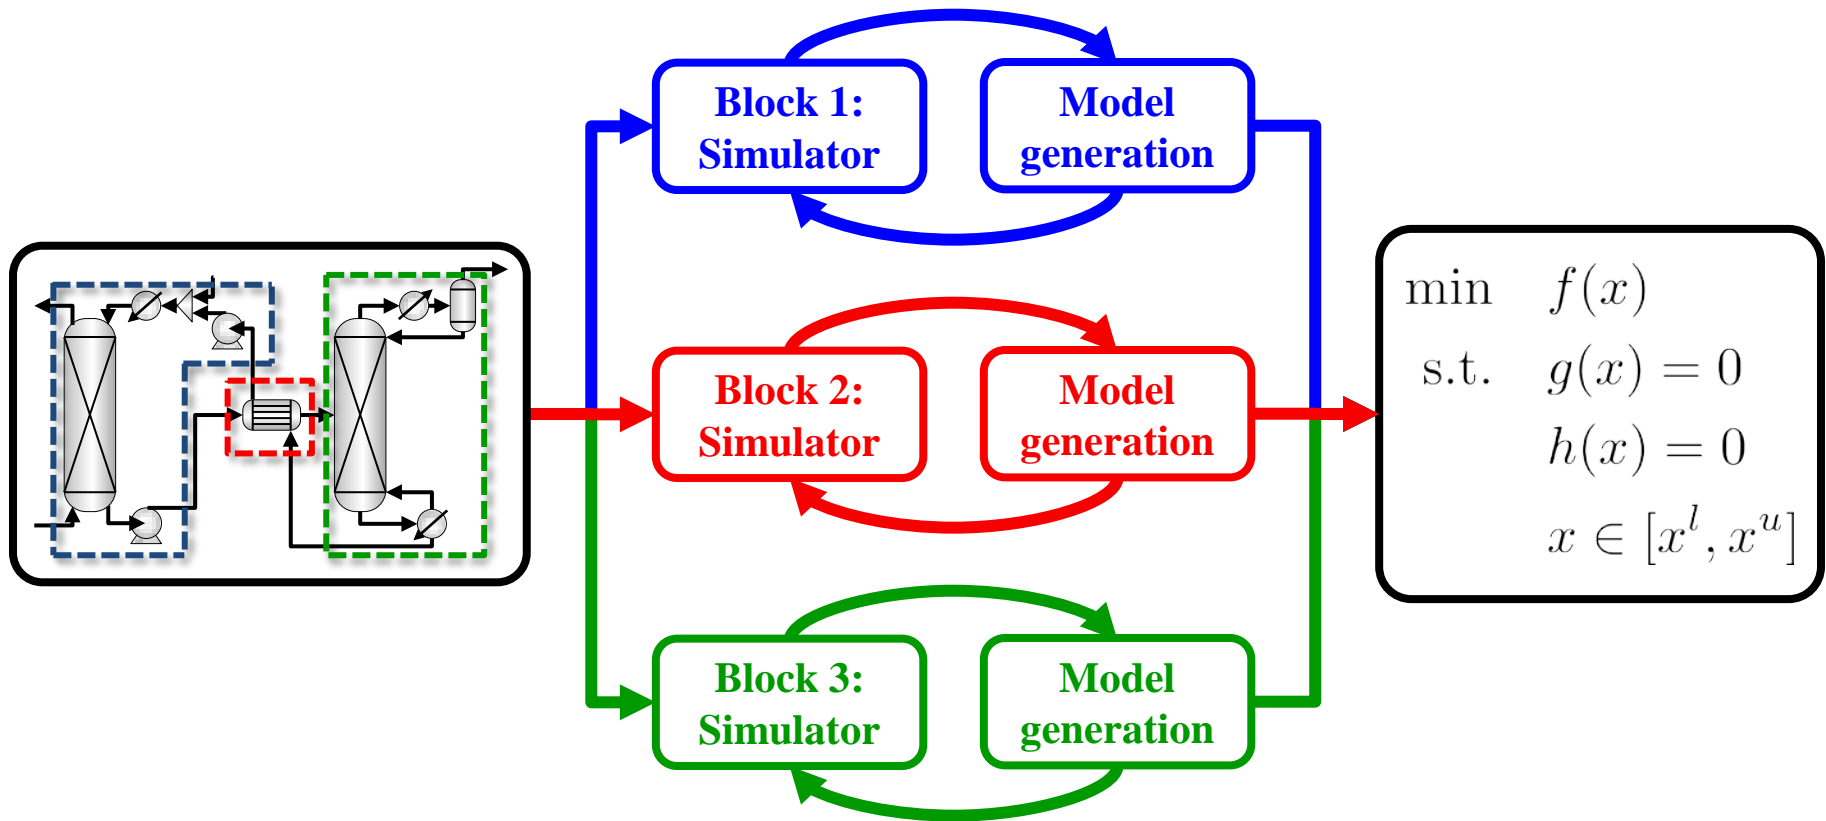 Block 1:
Simulator
Model
generation
Block 2:
Simulator
Model
generation
Block 3:
Simulator
Model
generation
min f(x)
s.t. g(x) = 0
h(x) = 0
x ∈ [x^l, x^u]